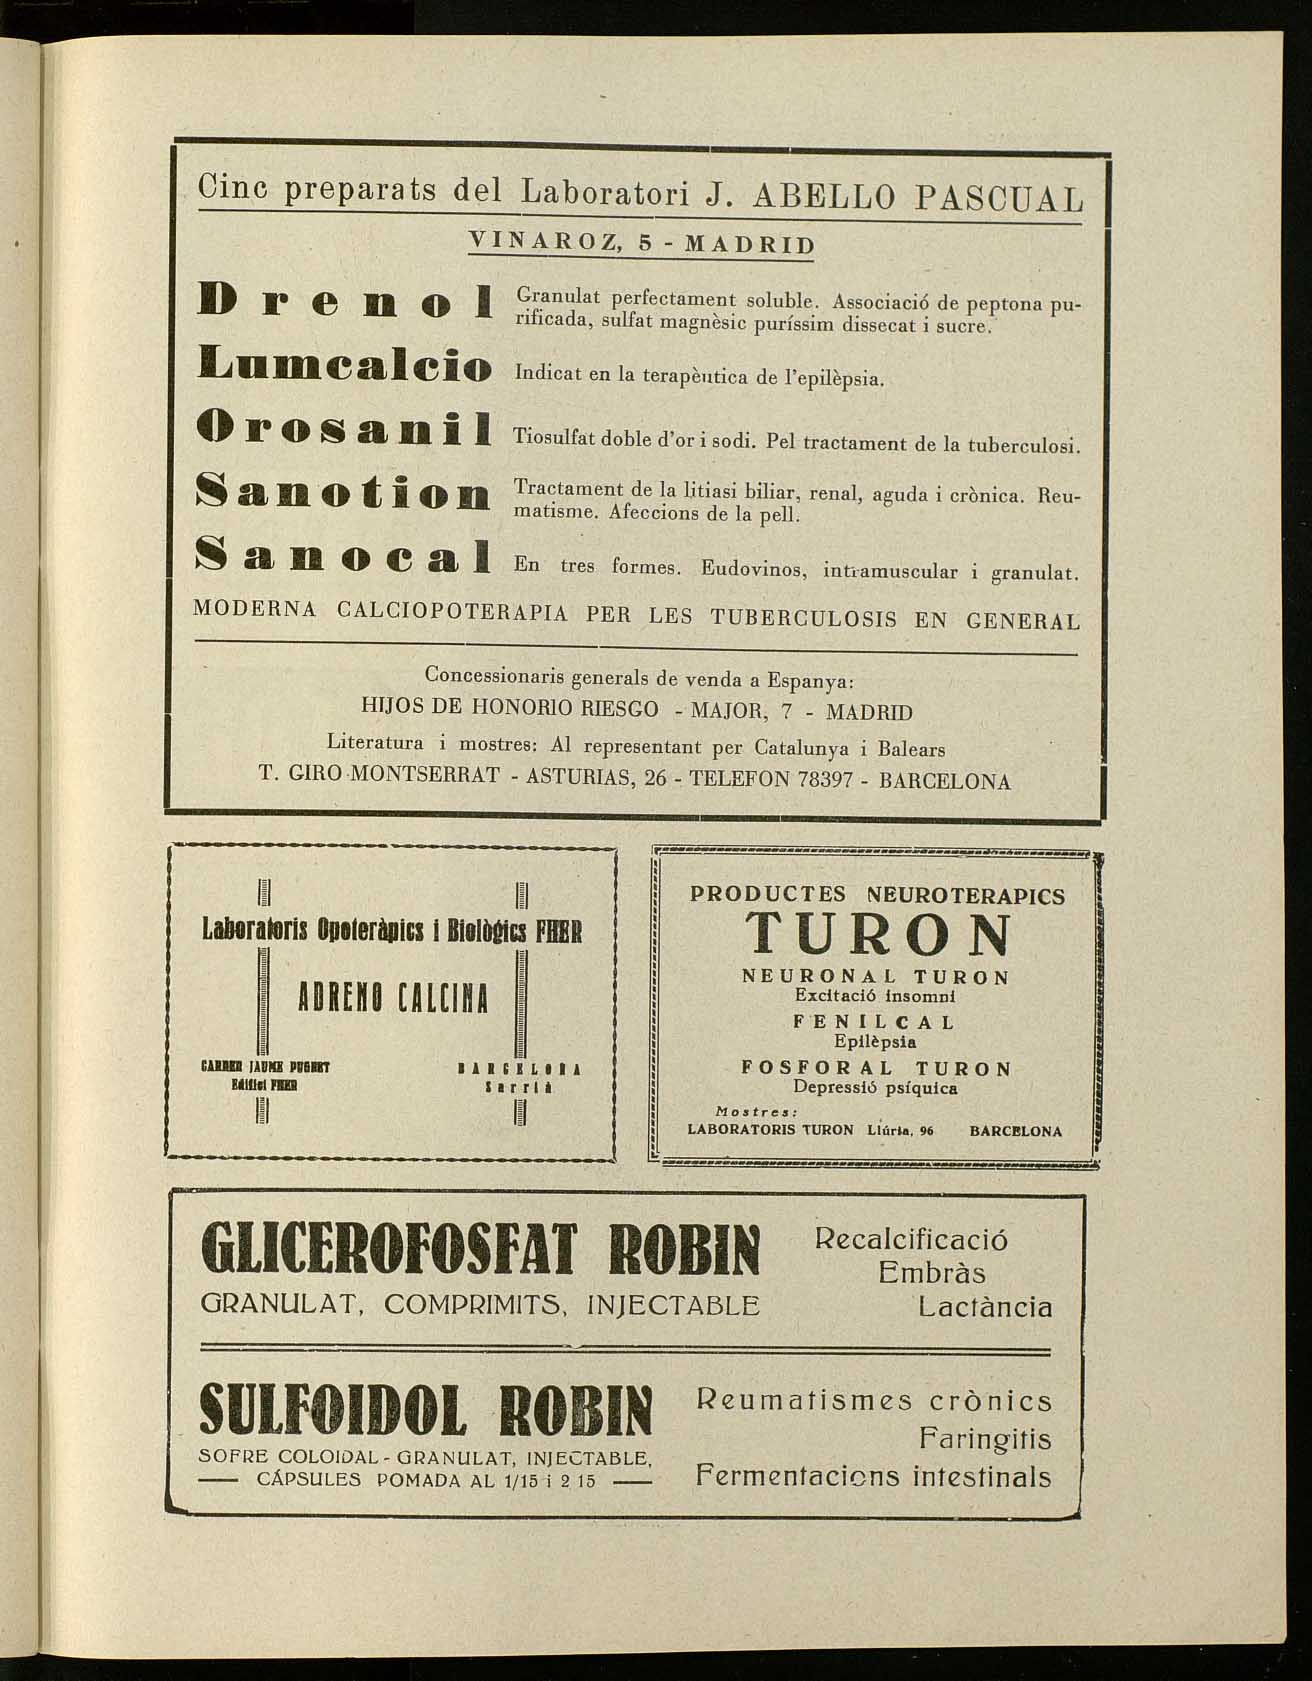 Cinc preparats del Laboratori J. ABELLO PASCUAL
VINAROZ, 5 - MADRID
Drenol
Granulat perfectament soluble. Associació de peptona pu-
rificada, sulfat magnèsic puríssim dissecat i sucre.
Lumcalcio Indicat en la terapèutica de l'epilèpsia.
Orosanil Tiosulfat doble d'or i sodi. Pel tractament de la tuberculosi.
Sanotion
Tractament de la litiasi biliar, renal, aguda i crònica. Reu-
matisme. Afeccions de la pell.
Sanocal En tres formes. Eudovinos, intramuscular i granulat.
MODERNA CALCIOPOTERAPIA PER LES TUBERCULOSIS EN GENERAL
Concessionaris generals de venda a Espanya:
HIJOS DE HONORIO RIESGO - MAJOR, 7 - MADRID
Literatura i mostres: Al representant per Catalunya i Balears
T. GIRO MONTSERRAT - ASTURIAS, 26 - TELEFON 78397 - BARCELONA
Laboratoris Opoteràpics i Biològics FHER
ADRENO CALCINA
CARRER JAUME PUGHET
Edifici FHER
BARCELONA
Sarrià
PRODUCTES NEUROTERAPICS
TURON
NEURONAL TURON
Excitació insomni
FENILCAL
Epilèpsia
FOSFORAL TURON
Depressió psíquica
Mostres:
LABORATORIS TURON Llúria, 96 BARCELONA
GLICEROFOSFAT ROBIN
GRANULAT, COMPRIMITS, INJECTABLE
Recalcificació
Embràs
Lactància
SULFOIDOL ROBIN
SOFRE COLOIDAL - GRANULAT, INJECTABLE,
CÁPSULES POMADA AL 1/15 i 2 15
Reumatismes crònics
Faringitis
Fermentacions intestinals